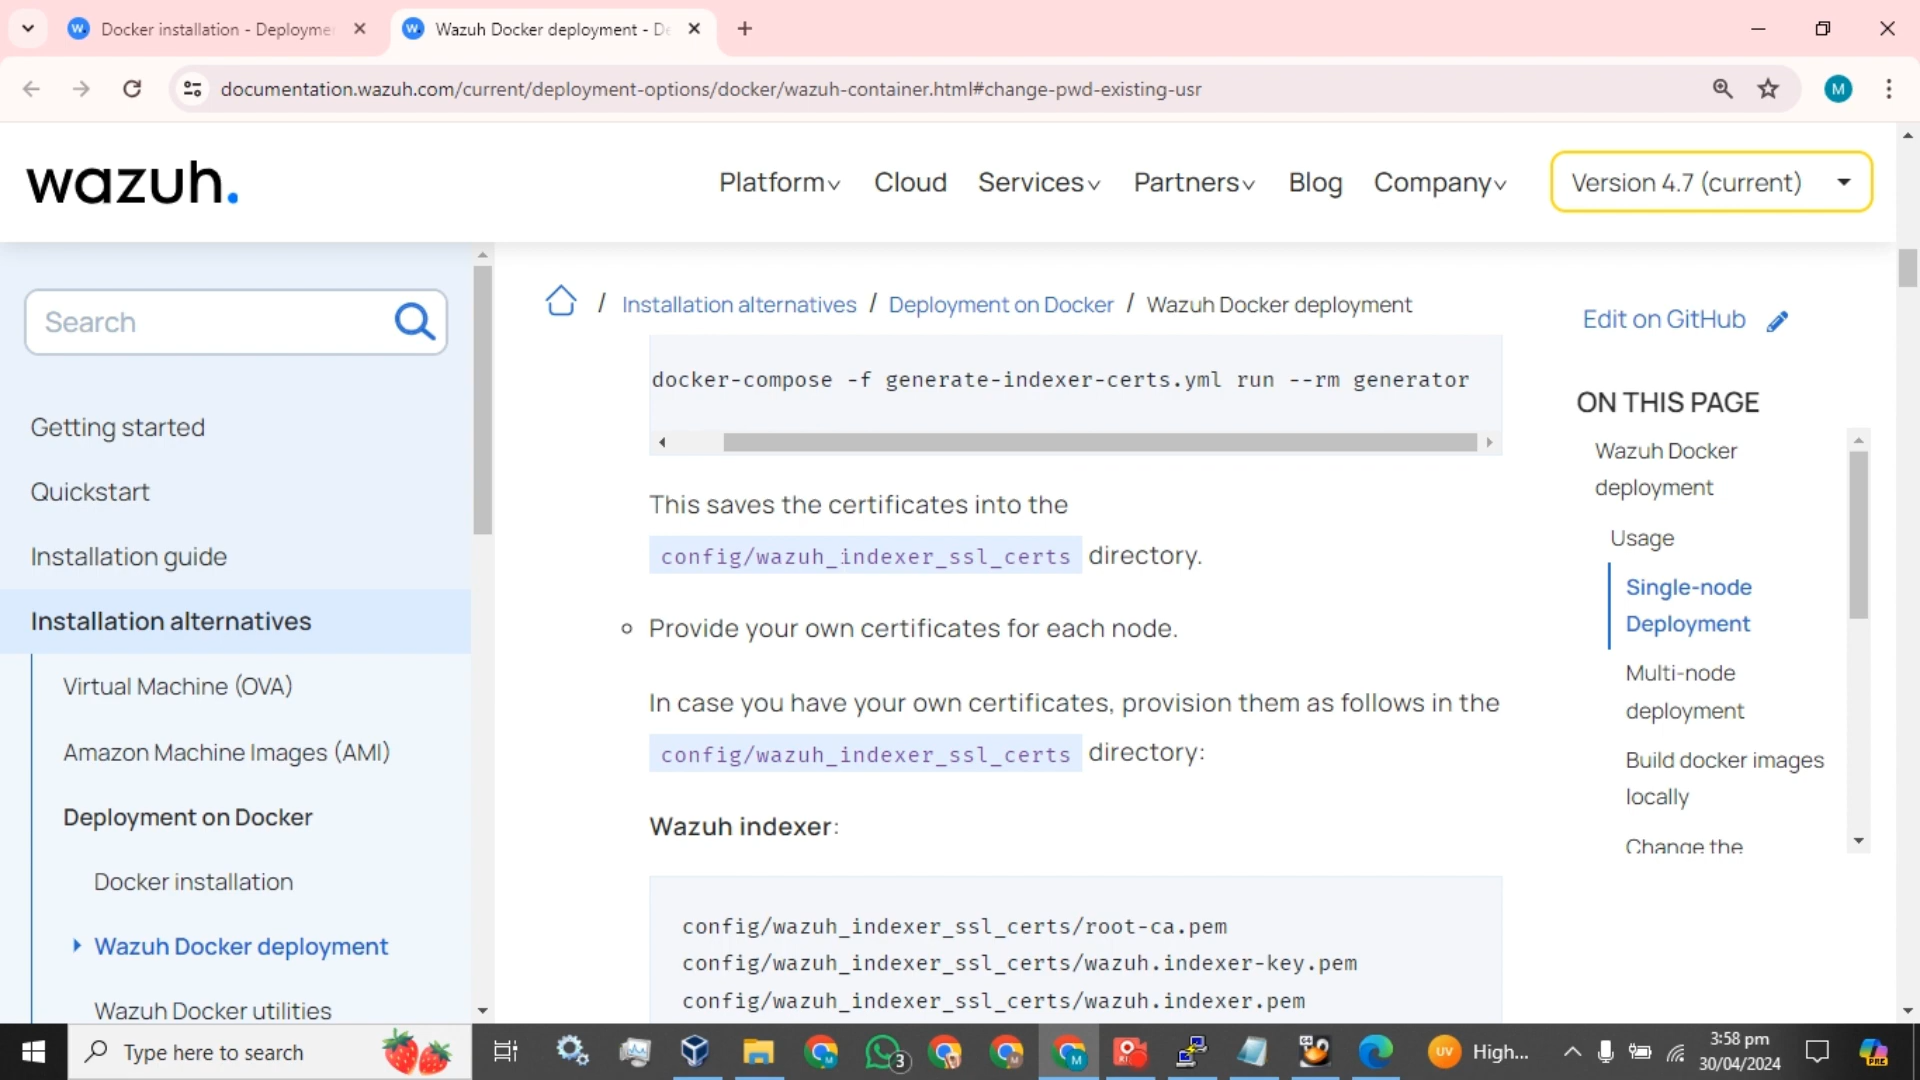 Docker installation - Deployme
Wazuh Docker deployment - De
documentation.wazuh.com/current/deployment-options/docker/wazuh-container.html#change-pwd-existing-usr
M
wazuh.
Platform
Cloud
Services
Partners
Blog
Company
Version 4.7 (current)
Search
Getting started
Quickstart
Installation guide
Installation alternatives
Virtual Machine (OVA)
Amazon Machine Images (AMI)
Deployment on Docker
Docker installation
Wazuh Docker deployment
Wazuh Docker utilities
/ Installation alternatives / Deployment on Docker / Wazuh Docker deployment
docker-compose -f generate-indexer-certs.yml run --rm generator
This saves the certificates into the
config/wazuh_indexer_ssl_certs directory.
Provide your own certificates for each node.
In case you have your own certificates, provision them as follows in the
config/wazuh_indexer_ssl_certs directory:
Wazuh indexer:
config/wazuh_indexer_ssl_certs/root-ca.pem
config/wazuh_indexer_ssl_certs/wazuh.indexer-key.pem
config/wazuh_indexer_ssl_certs/wazuh.indexer.pem
Edit on GitHub
ON THIS PAGE
Wazuh Docker
deployment
Usage
Single-node
Deployment
Multi-node
deployment
Build docker images
locally
Change the
Type here to search
3
UV
High...
3:58 pm
30/04/2024
PRE